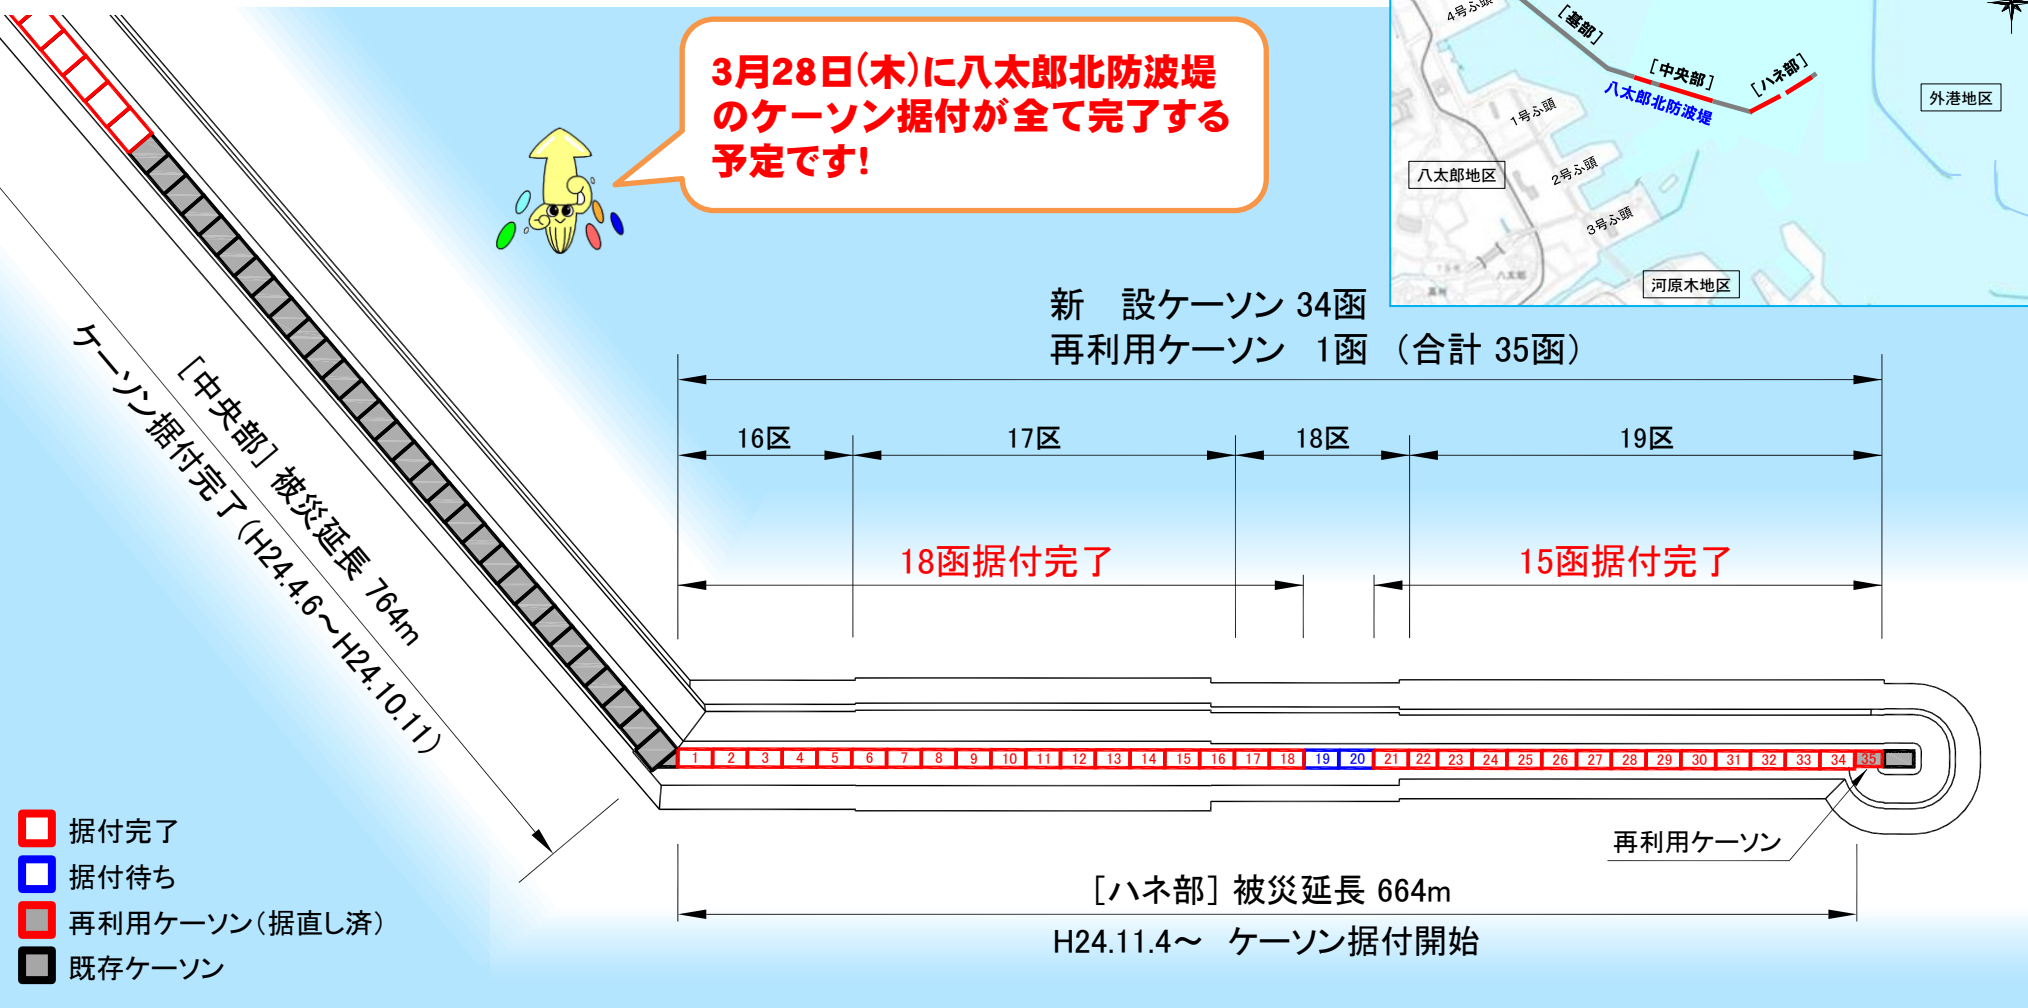 3月28日(木)に八太郎北防波堤
のケーソン据付が全て完了する
予定です!
4号ふ頭
[基部]
[中央部]
[ハネ部]
八太郎北防波堤
外港地区
1号ふ頭
八太郎地区
2号ふ頭
3号ふ頭
八太郎
河原木地区
新　設ケーソン 34函
再利用ケーソン　1函 (合計 35函)
16区
17区
18区
19区
18函据付完了
15函据付完了
[中央部] 被災延長 764m
ケーソン据付完了(H24.4.6～H24.10.11)
1 2 3 4 5 6 7 8 9 10 11 12 13 14 15 16 17 18 19 20 21 22 23 24 25 26 27 28 29 30 31 32 33 34 35
再利用ケーソン
[ハネ部] 被災延長 664m
H24.11.4～　ケーソン据付開始
据付完了
据付待ち
再利用ケーソン(据直し済)
既存ケーソン